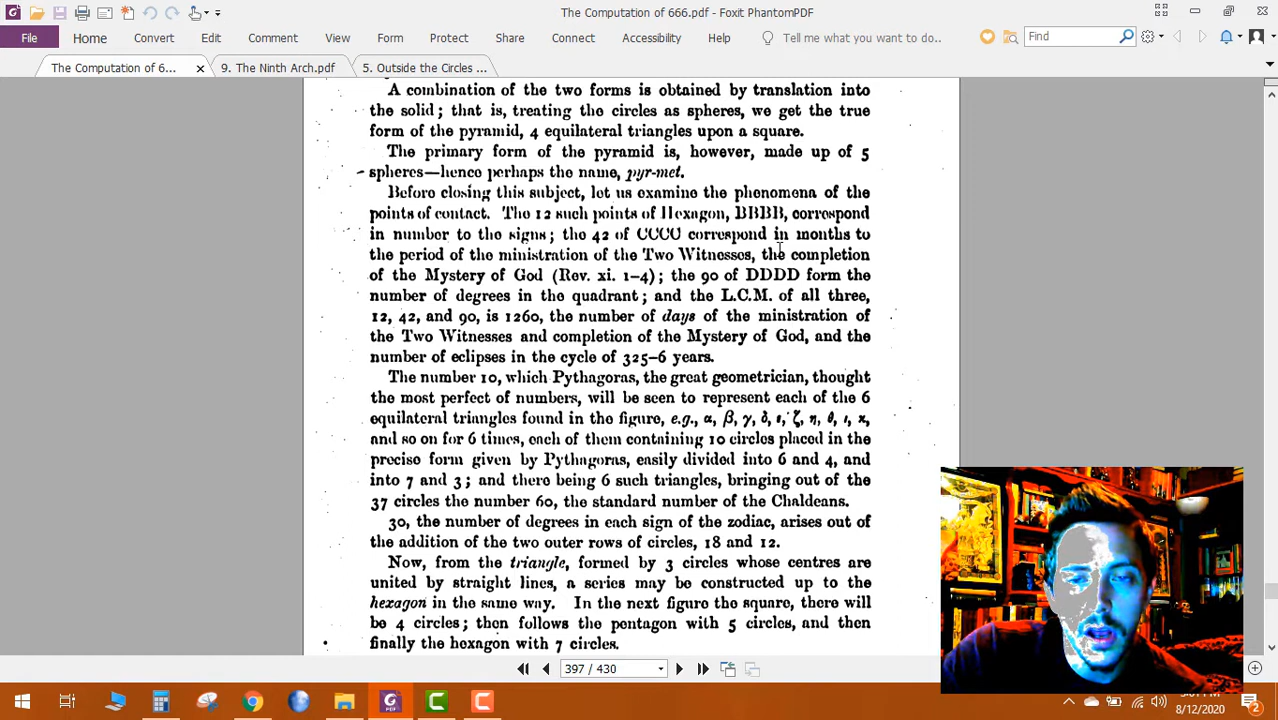 The Computation of 666.pdf - Foxit PhantomPDF
File Home Convert Edit Comment View Form Protect Share Connect Accessibility Help Tell me what you want to do.. Find
The Computation of 6... 9. The Ninth Arch.pdf 5. Outside the Circles ...
A combination of the two forms is obtained by translation into
the solid; that is, treating the circles as spheres, we get the true
form of the pyramid, 4 equilateral triangles upon a square.
The primary form of the pyramid is, however, made up of 5
spheres—hence perhaps the name, pyr-met.
Before closing this subject, let us examine the phenomena of the
points of contact. The 12 such points of Hexagon, BBBB, correspond
in number to the signs; the 42 of CCCC correspond in months to
the period of the ministration of the Two Witnesses, the completion
of the Mystery of God (Rev. xi. 1–4); the 90 of DDDD form the
number of degrees in the quadrant; and the L.C.M. of all three,
12, 42, and 90, is 1260, the number of days of the ministration of
the Two Witnesses and completion of the Mystery of God, and the
number of eclipses in the cycle of 325–6 years.
The number 10, which Pythagoras, the great geometrician, thought
the most perfect of numbers, will be seen to represent each of the 6
equilateral triangles found in the figure, e.g., α, β, γ, δ, ε, ζ, η, θ, ι, κ,
and so on for 6 times, each of them containing 10 circles placed in the
precise form given by Pythagoras, easily divided into 6 and 4, and
into 7 and 3; and there being 6 such triangles, bringing out of the
37 circles the number 60, the standard number of the Chaldeans.
30, the number of degrees in each sign of the zodiac, arises out of
the addition of the two outer rows of circles, 18 and 12.
Now, from the triangle, formed by 3 circles whose centres are
united by straight lines, a series may be constructed up to the
hexagon in the same way. In the next figure the square, there will
be 4 circles; then follows the pentagon with 5 circles, and then
finally the hexagon with 7 circles.
397 / 430
8/12/2020
2